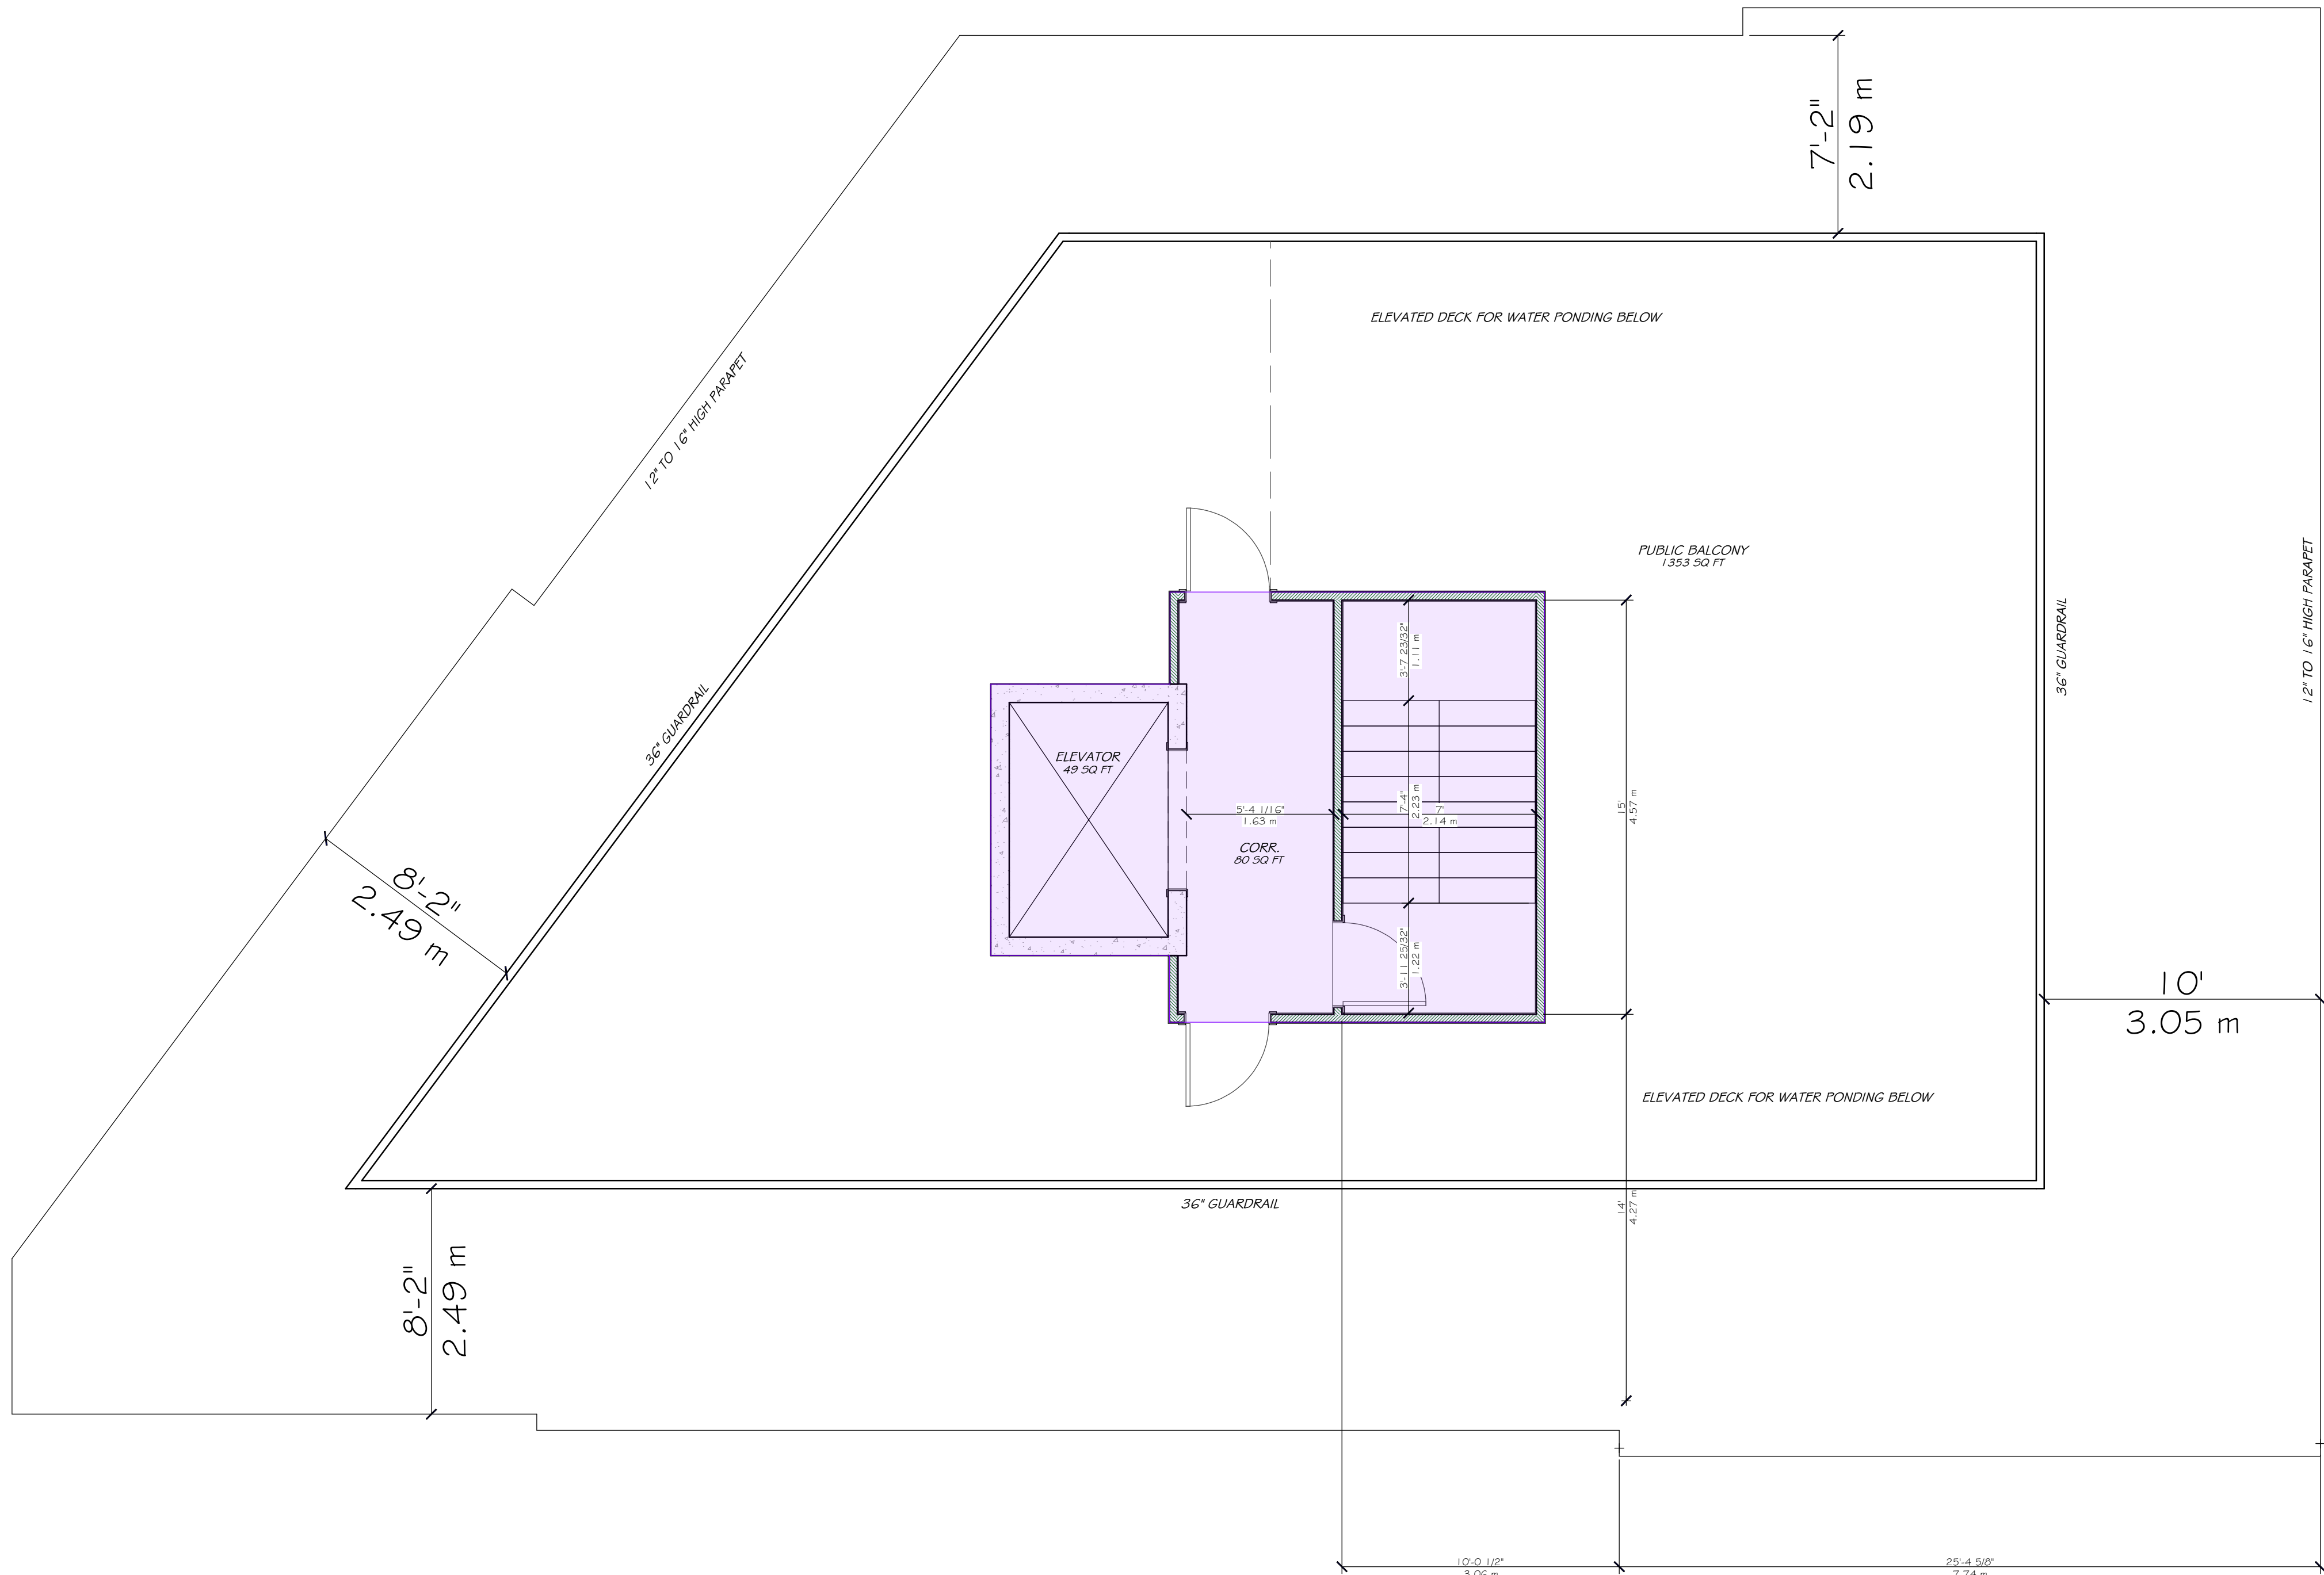 7'-2"
2.19 m
ELEVATED DECK FOR WATER PONDING BELOW
12" TO 16" HIGH PARAPET
PUBLIC BALCONY
1353 SQ FT
36" GUARDRAIL
12" TO 16" HIGH PARAPET
3'-7 23/32"
1.11 m
36" GUARDRAIL
ELEVATOR
49 SQ FT
5'-4 1/16"
1.63 m
7'-4"
2.23 m
7'
2.14 m
15'
4.57 m
CORR.
80 SQ FT
8'-2"
2.49 m
3'-11 25/32"
1.22 m
10'
3.05 m
ELEVATED DECK FOR WATER PONDING BELOW
36" GUARDRAIL
14'
4.27 m
8'-2"
2.49 m
10'-0 1/2"
3.06 m
25'-4 5/8"
7.74 m